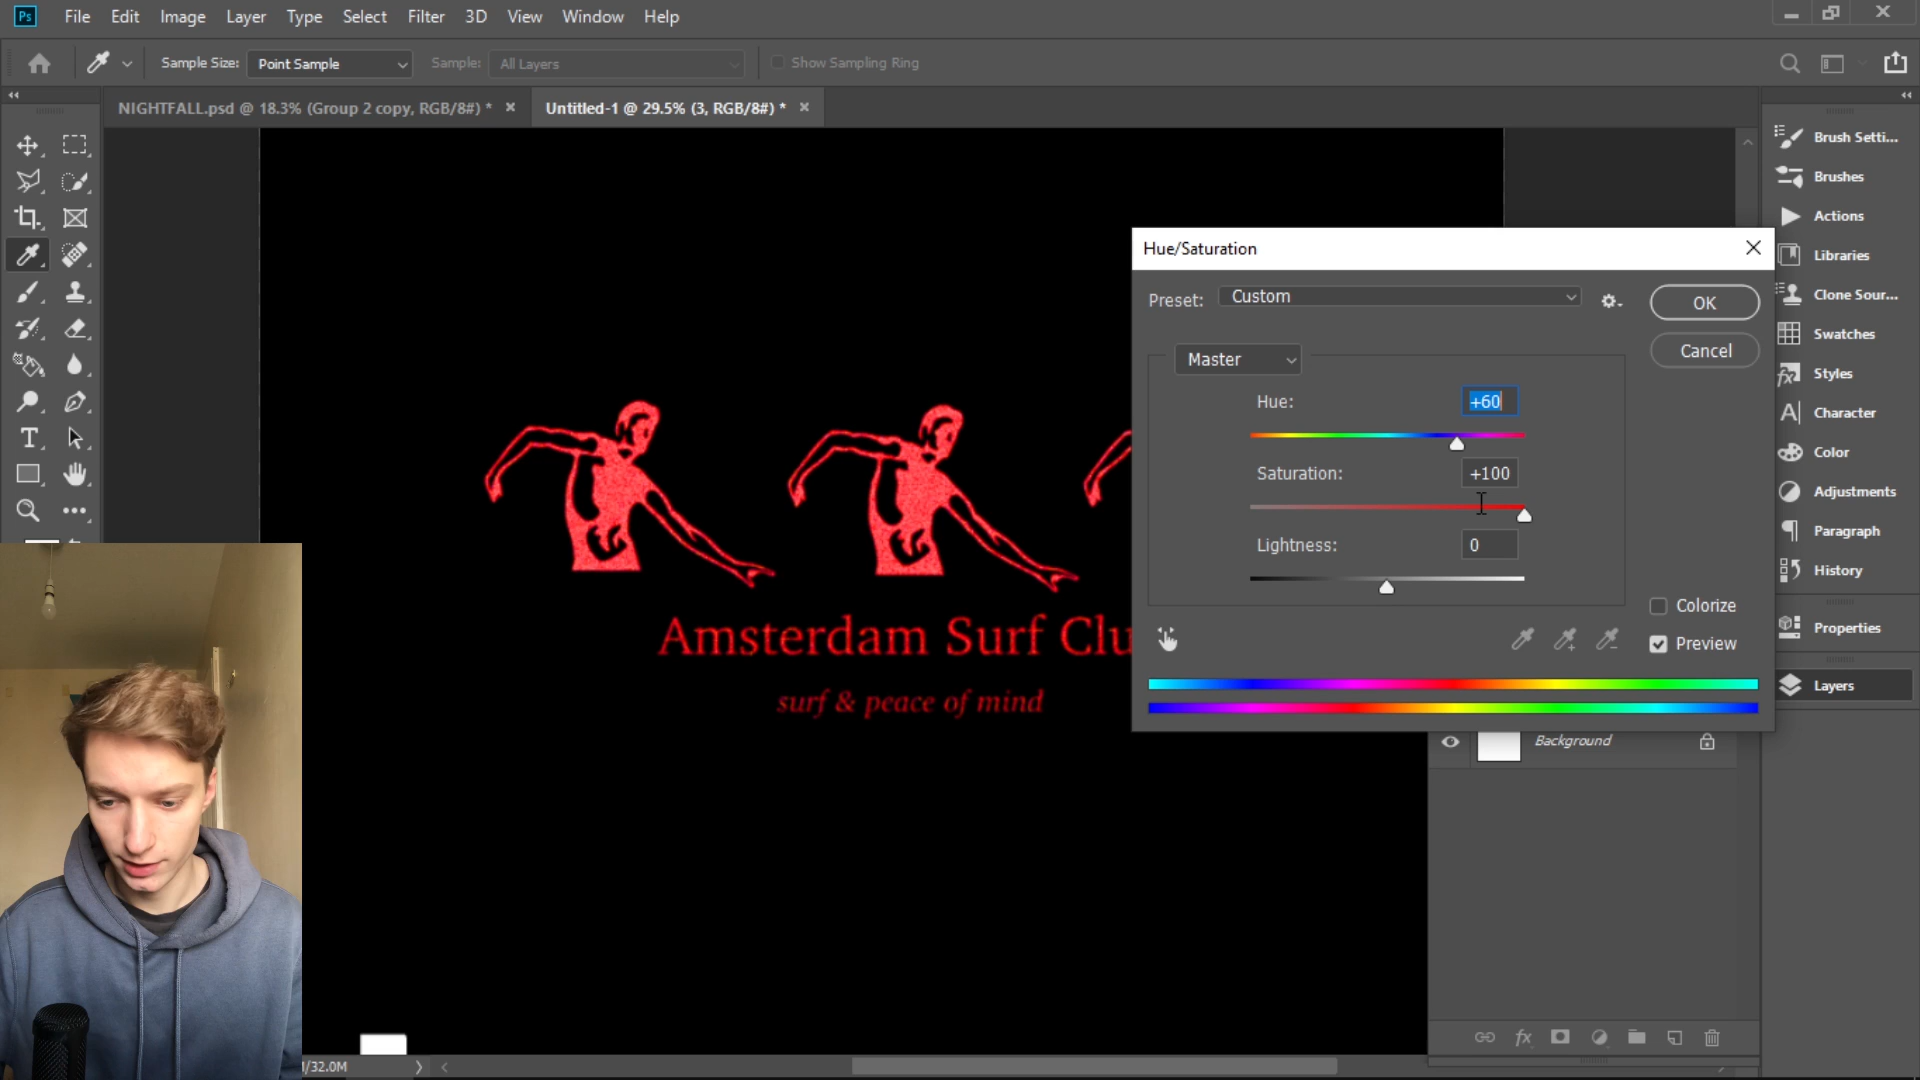 Ps File Edit Image Layer Type Select Filter 3D View Window Help
Sample Size: Point Sample Sample: All Layers Show Sampling Ring
NIGHTFALL.psd @ 18.3% (Group 2 copy, RGB/8#) * Untitled-1 @ 29.5% (3, RGB/8#) *
Brush Setti...
Brushes
Actions
Libraries
Clone Sour...
Swatches
Styles
Character
Color
Adjustments
Paragraph
History
Properties
Layers
Hue/Saturation
Preset: Custom
OK
Cancel
Master
Hue: +60
Saturation: +100
Lightness: 0
Colorize
Preview
Amsterdam Surf Clu
surf & peace of mind
Background
/32.0M